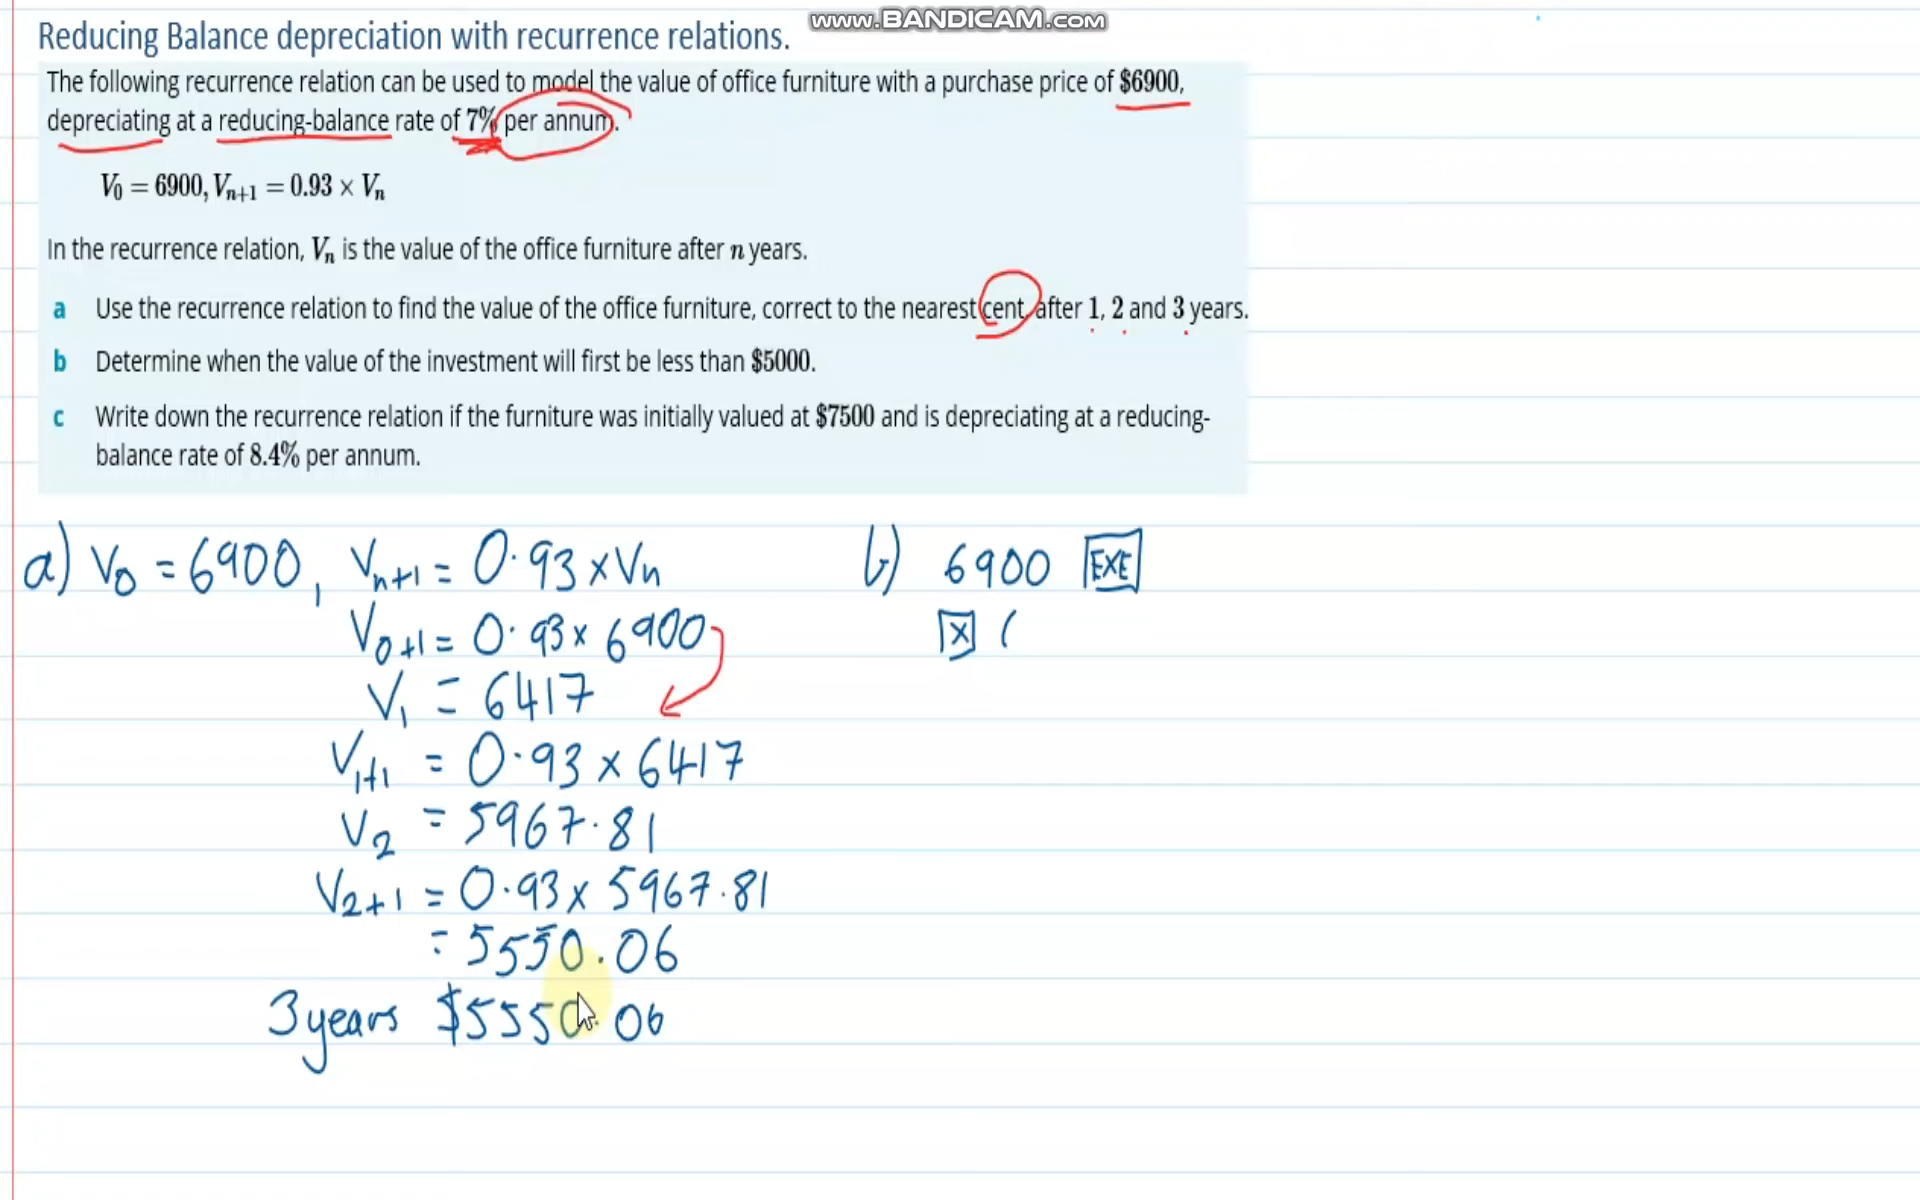 www.BANDICAM.com
Reducing Balance depreciation with recurrence relations.
The following recurrence relation can be used to model the value of office furniture with a purchase price of $6900,
depreciating at a reducing-balance rate of 7% per annum.
V₀ = 6900, Vₙ₊₁ = 0.93 × Vₙ
In the recurrence relation, Vₙ is the value of the office furniture after n years.
a Use the recurrence relation to find the value of the office furniture, correct to the nearest cent, after 1, 2 and 3 years.
b Determine when the value of the investment will first be less than $5000.
c Write down the recurrence relation if the furniture was initially valued at $7500 and is depreciating at a reducing-
balance rate of 8.4% per annum.
a) V₀ = 6900, Vₙ₊₁ = 0.93 × Vₙ
V₀₊₁ = 0.93 × 6900
V₁ = 6417
V₁₊₁ = 0.93 × 6417
V₂ = 5967.81
V₂₊₁ = 0.93 × 5967.81
= 5550.06
3 years $5550.06
b) 6900 EXE
× (